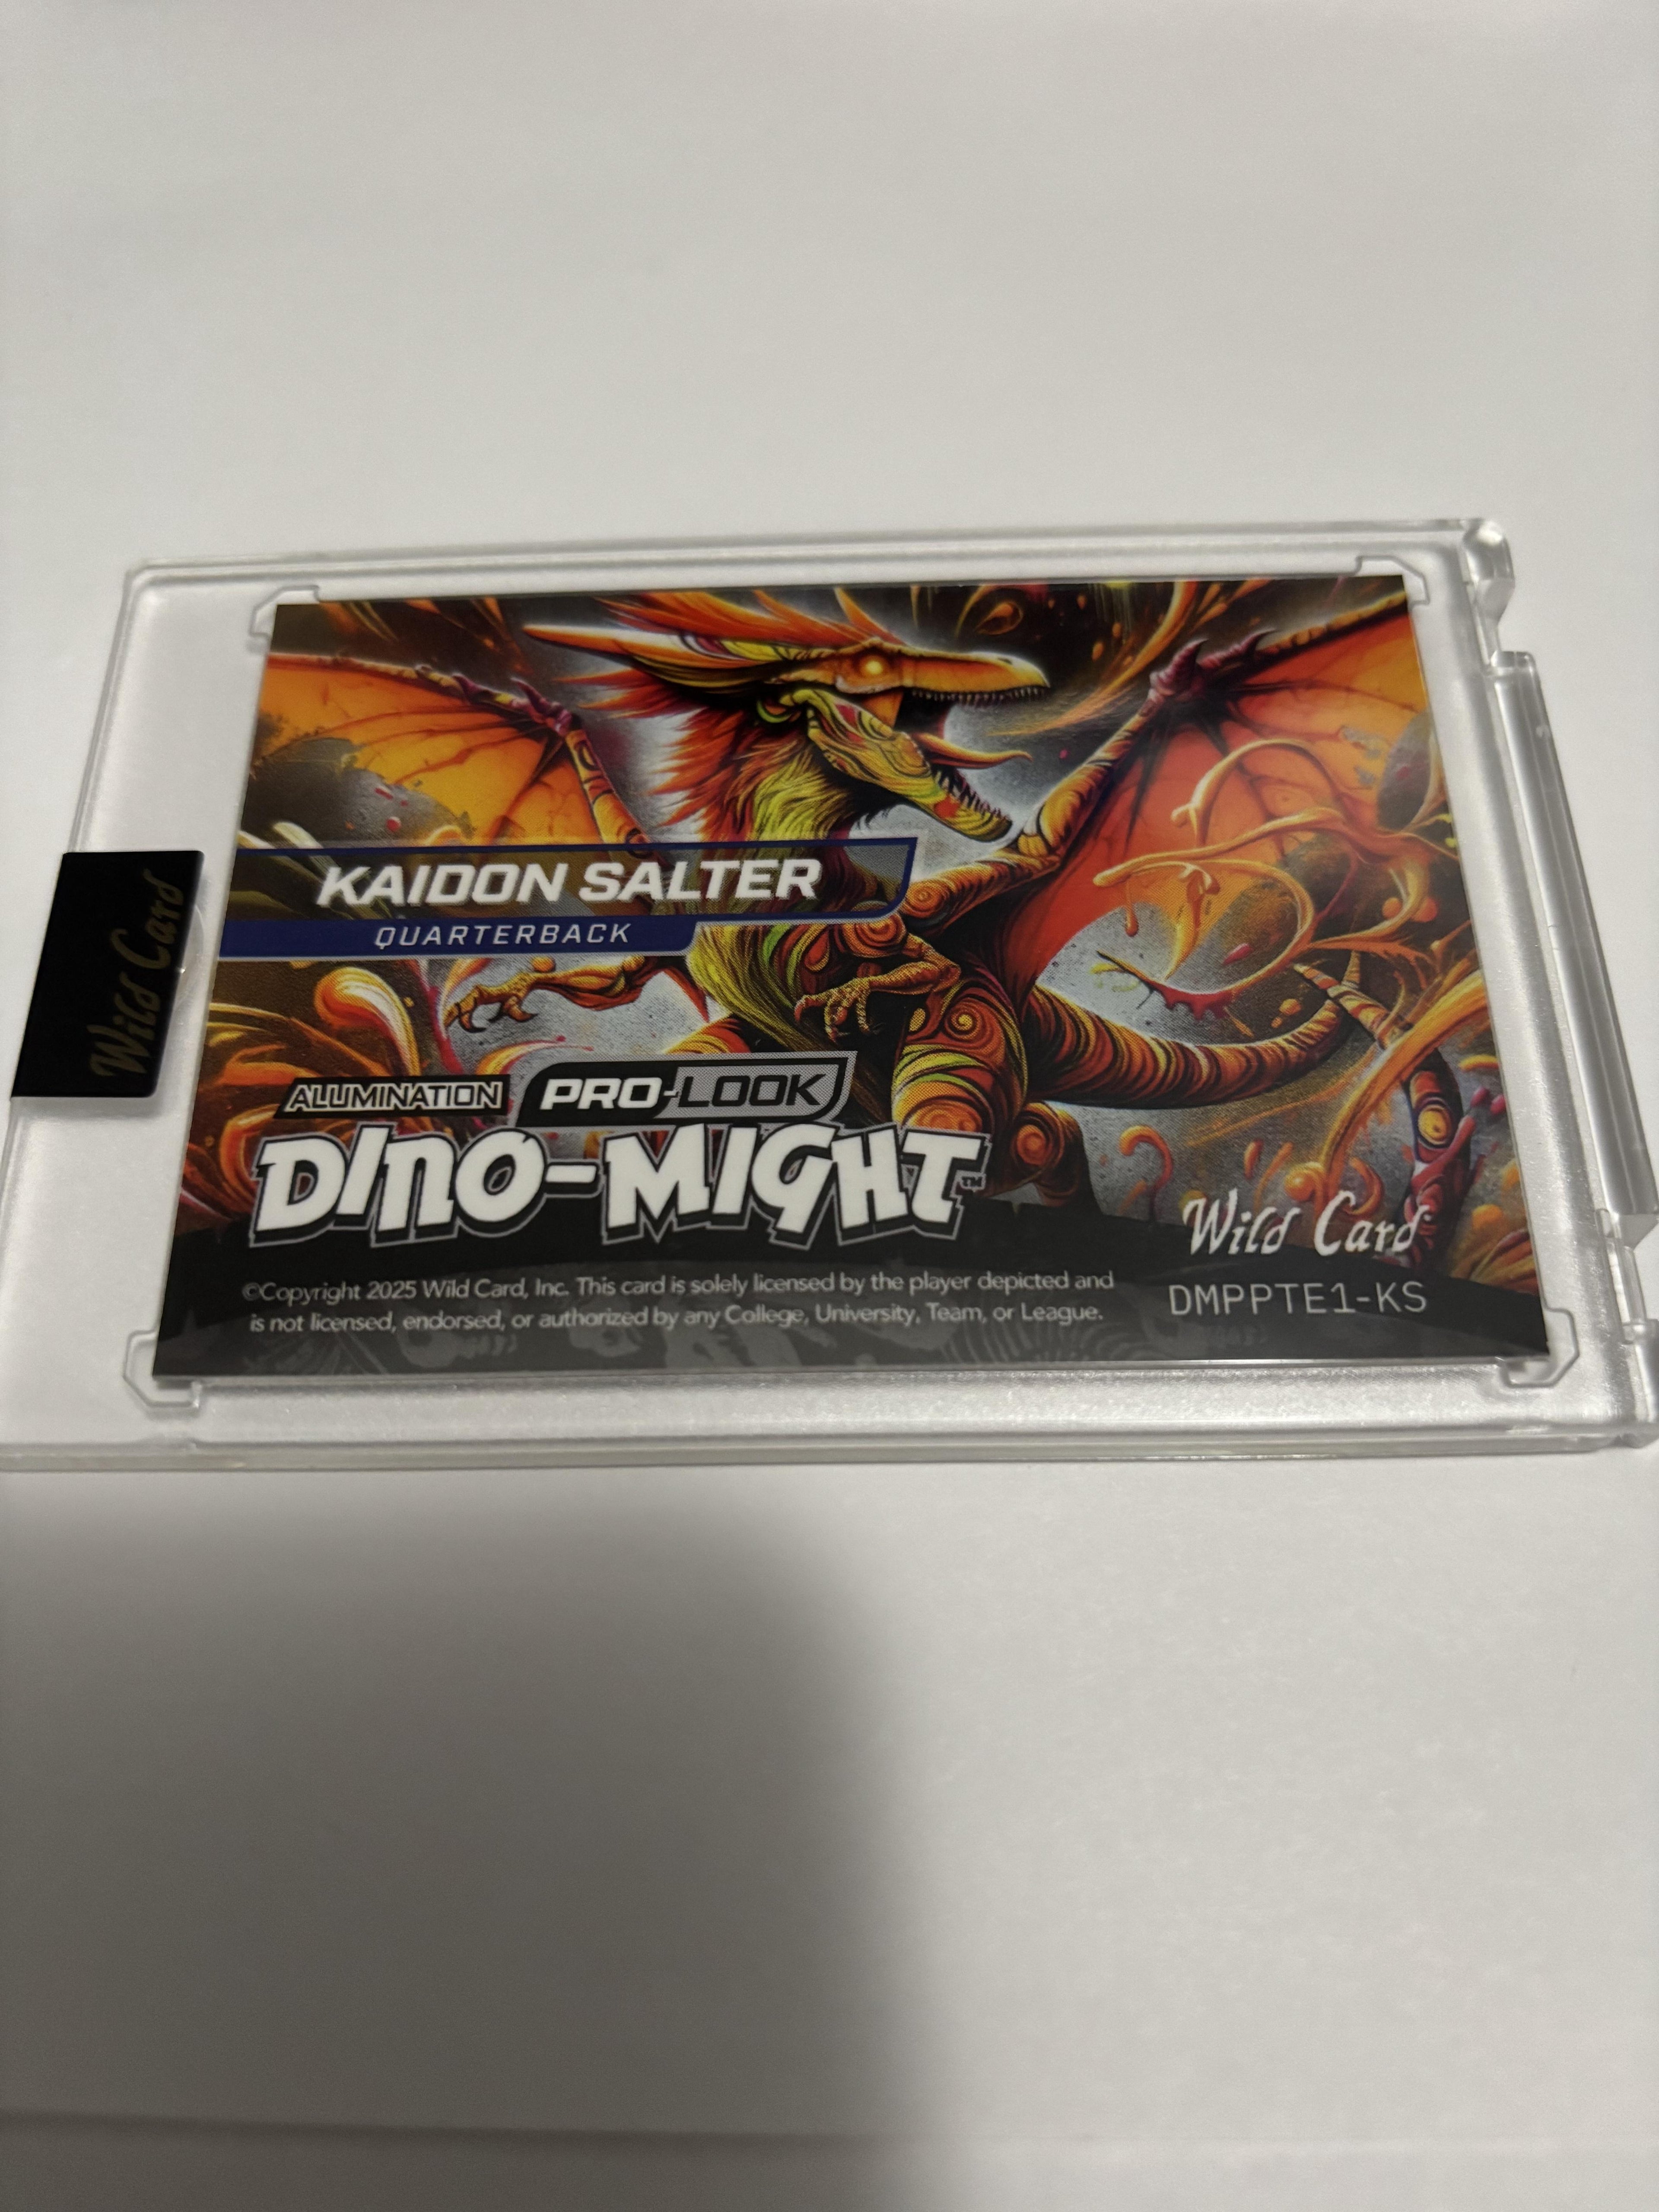 Wild Card
KAIDON SALTER
QUARTERBACK
ALUMINATION PRO-LOOK
DINO-MIGHT™
Wild Card
©Copyright 2025 Wild Card, Inc. This card is solely licensed by the player depicted and
is not licensed, endorsed, or authorized by any College, University, Team, or League.
DMPPTE1-KS